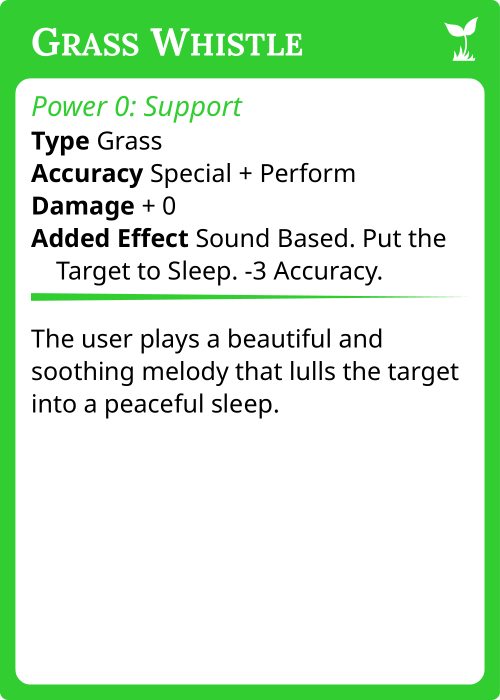 Grass Whistle
Power 0: Support
Type Grass
Accuracy Special + Perform
Damage + 0
Added Effect Sound Based. Put the
Target to Sleep. -3 Accuracy.
The user plays a beautiful and
soothing melody that lulls the target
into a peaceful sleep.